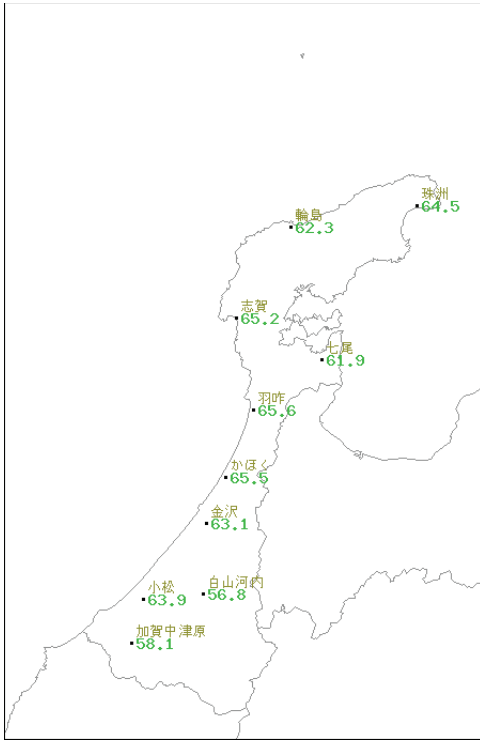 珠洲
64.5
輪島
62.3
志賀
65.2
七尾
61.9
羽咋
65.6
かほく
65.5
金沢
63.1
白山河内
56.8
小松
63.9
加賀中津原
58.1